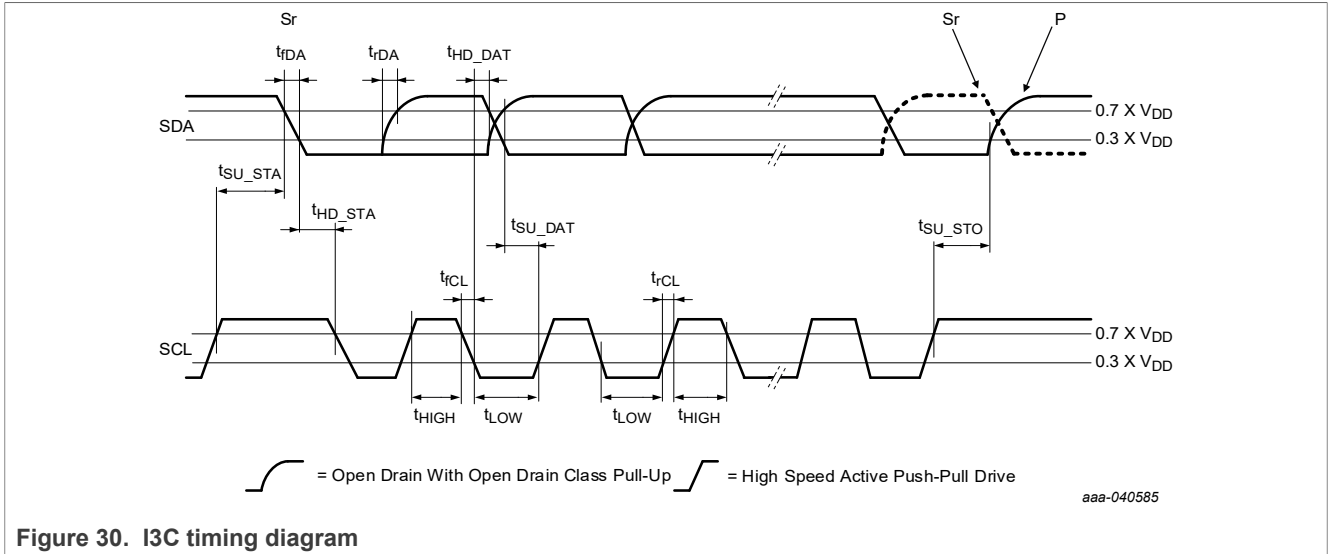 Sr
Sr
P
tfDA
trDA
tHD_DAT
0.7 X VDD
SDA
0.3 X VDD
tSU_STA
tHD_STA
tSU_DAT
tSU_STO
tfCL
trCL
0.7 X VDD
SCL
0.3 X VDD
tHIGH
tLOW
tLOW
tHIGH
= Open Drain With Open Drain Class Pull-Up
= High Speed Active Push-Pull Drive
aaa-040585
Figure 30. I3C timing diagram